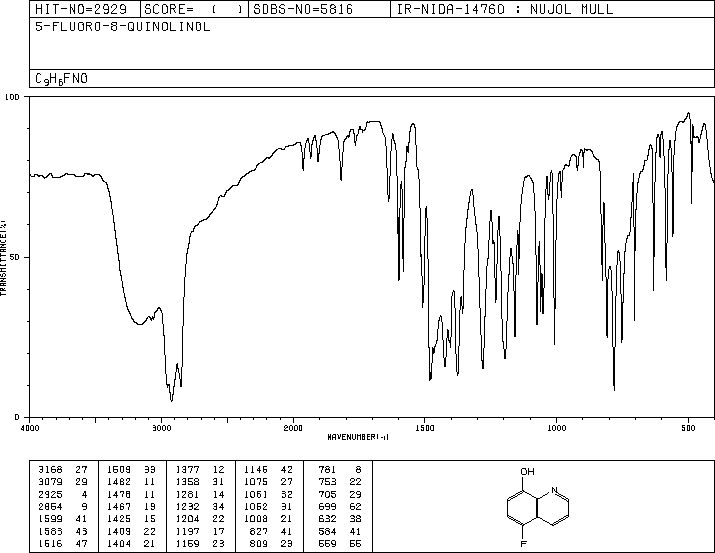 HIT-NO=2929 SCORE= ( ) SDBS-NO=5816 IR-NIDA-14760 : NUJOL MULL
5-FLUORO-8-QUINOLINOL
C9H6FNO
100
50
0
TRANSMITTANCE(%)
4000 3000 2000 1500 1000 500
WAVENUMBER(-1)
3168 27 1509 33 1377 12 1146 42 781 8
3079 29 1482 11 1358 31 1075 27 753 22
2925 4 1478 11 1281 14 1061 32 705 29
2854 9 1467 19 1232 34 1052 31 699 62
1599 41 1425 15 1204 22 1008 21 632 38
1583 43 1409 22 1197 17 827 41 584 41
1516 47 1404 21 1159 23 809 23 559 55
OH
N
F